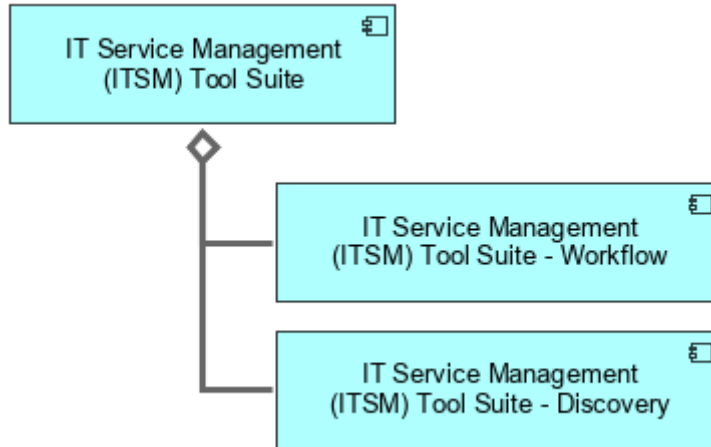 IT Service Management
(ITSM) Tool Suite
IT Service Management
(ITSM) Tool Suite - Workflow
IT Service Management
(ITSM) Tool Suite - Discovery